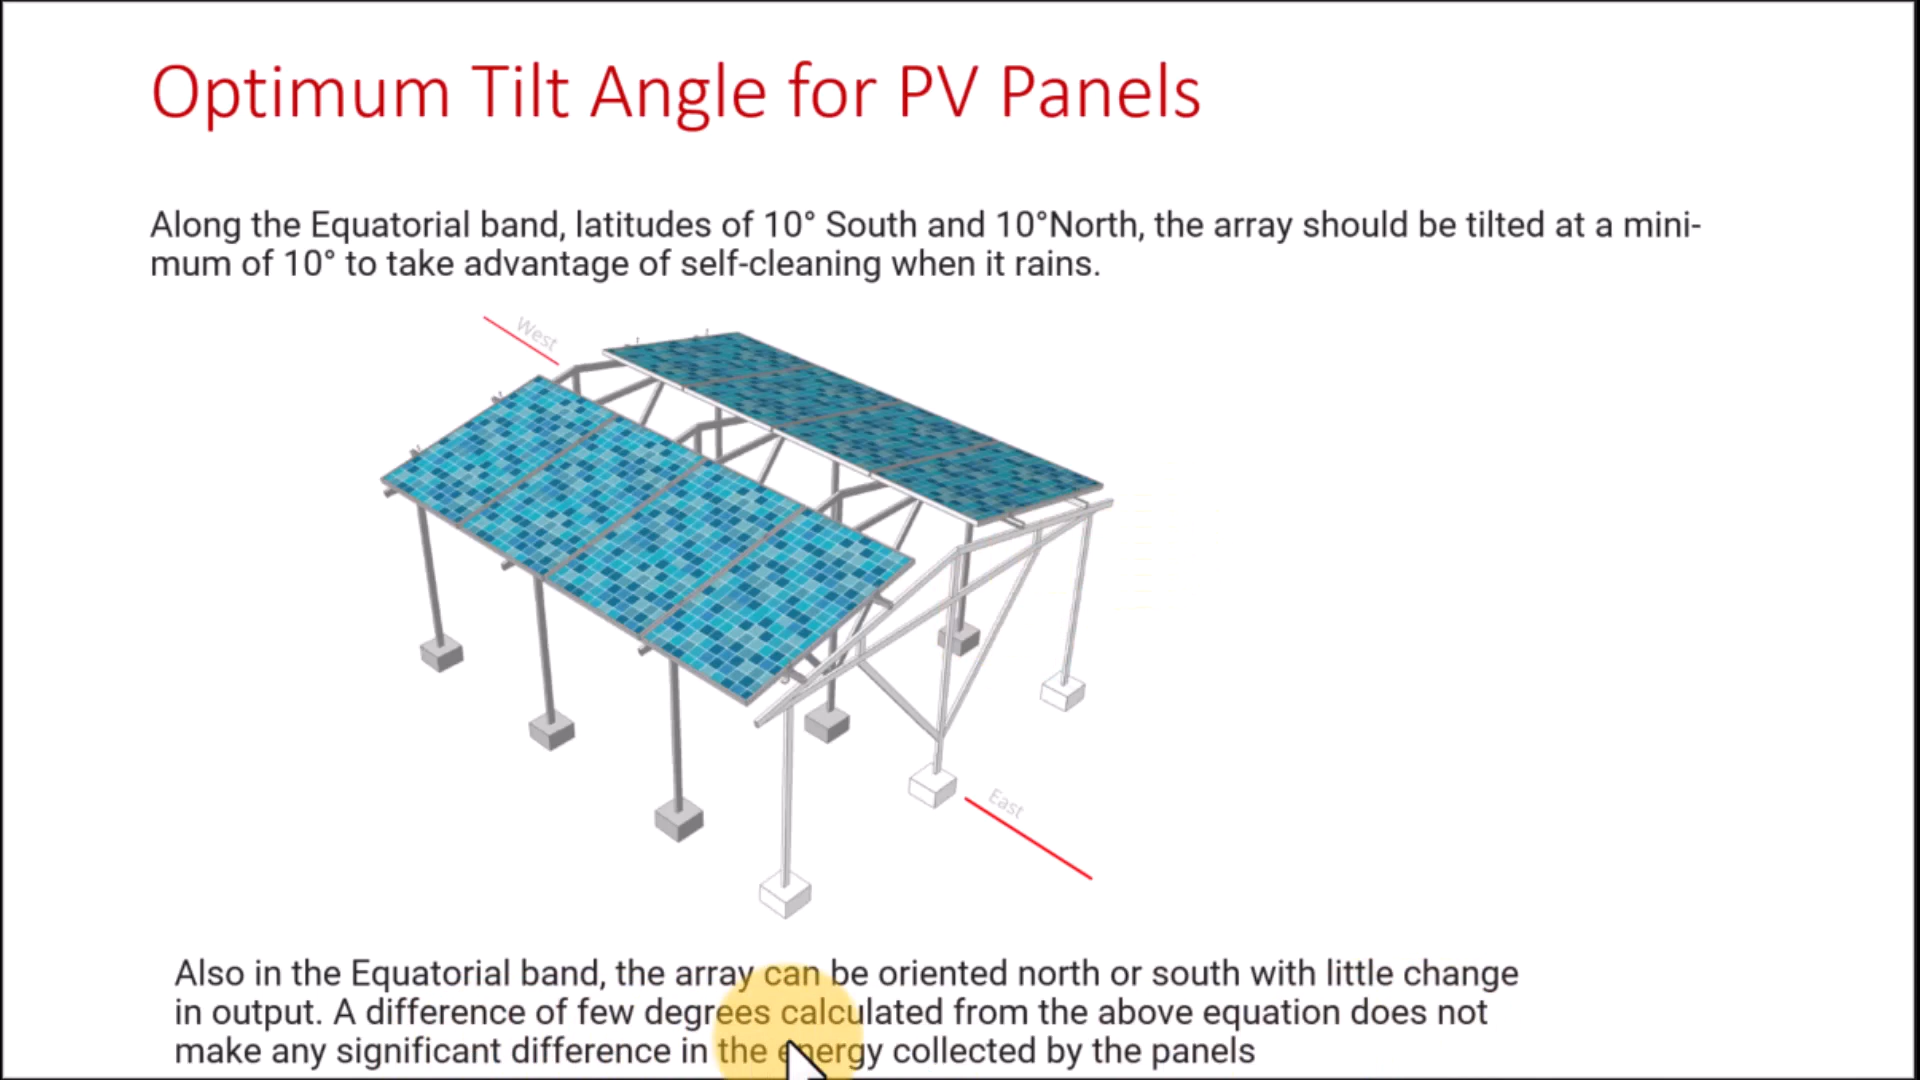 Optimum Tilt Angle for PV Panels
Along the Equatorial band, latitudes of 10° South and 10°North, the array should be tilted at a mini-
mum of 10° to take advantage of self-cleaning when it rains.
West
East
Also in the Equatorial band, the array can be oriented north or south with little change
in output. A difference of few degrees calculated from the above equation does not
make any significant difference in the energy collected by the panels